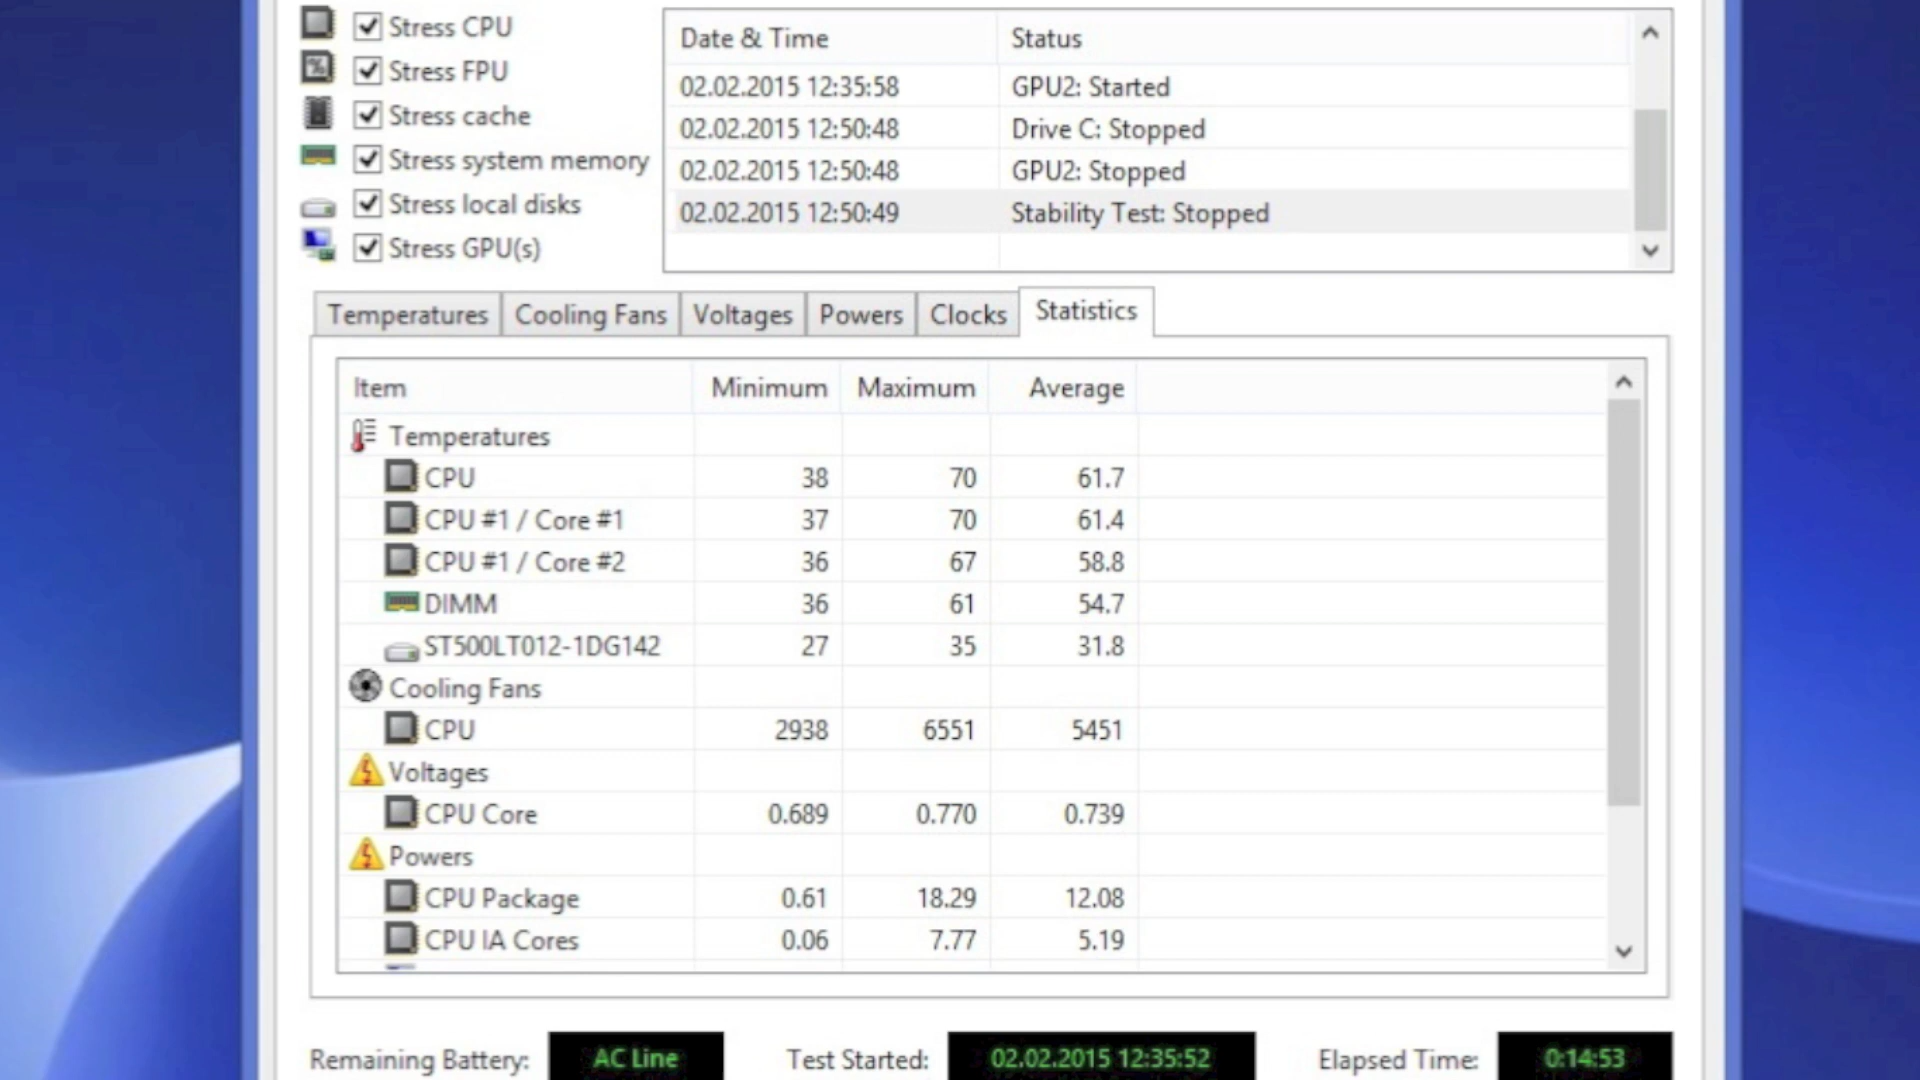 Stress CPU
Stress FPU
Stress cache
Stress system memory
Stress local disks
Stress GPU(s)
Date & Time Status
02.02.2015 12:35:58 GPU2: Started
02.02.2015 12:50:48 Drive C: Stopped
02.02.2015 12:50:48 GPU2: Stopped
02.02.2015 12:50:49 Stability Test: Stopped
Temperatures Cooling Fans Voltages Powers Clocks Statistics
Item Minimum Maximum Average
Temperatures
CPU 38 70 61.7
CPU #1 / Core #1 37 70 61.4
CPU #1 / Core #2 36 67 58.8
DIMM 36 61 54.7
ST500LT012-1DG142 27 35 31.8
Cooling Fans
CPU 2938 6551 5451
Voltages
CPU Core 0.689 0.770 0.739
Powers
CPU Package 0.61 18.29 12.08
CPU IA Cores 0.06 7.77 5.19
Remaining Battery: AC Line Test Started: 02.02.2015 12:35:52 Elapsed Time: 0:14:53